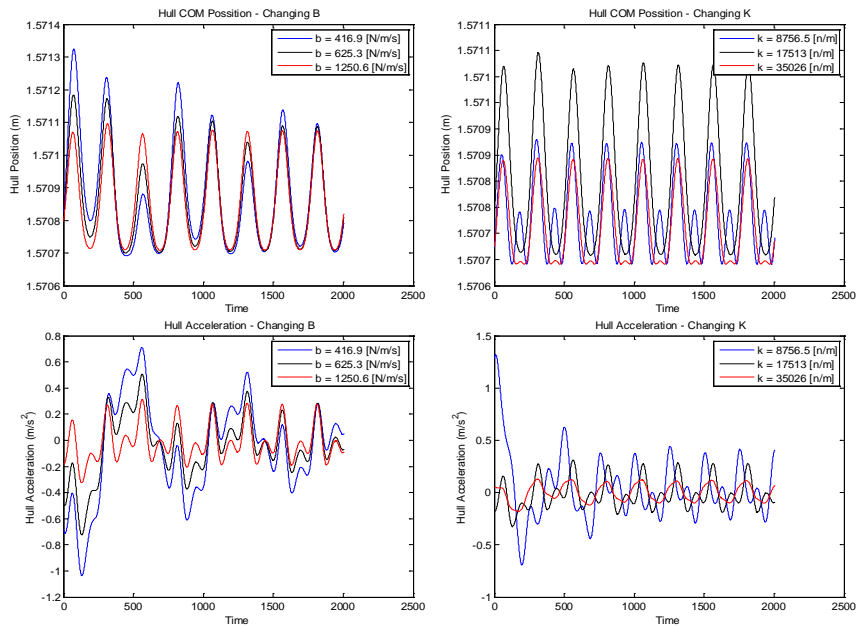 Hull COM Possition - Changing B
1.5714
1.5713
1.5712
1.5711
1.571
1.5709
1.5708
1.5707
1.5706
Hull Position (m)
b = 416.9 [N/m/s]
b = 625.3 [N/m/s]
b = 1250.6 [N/m/s]
0 500 1000 1500 2000 2500
Time
Hull COM Possition - Changing K
1.5711
1.5711
1.571
1.5709
1.5708
1.5707
1.5706
Hull Position (m)
k = 8756.5 [n/m]
k = 17513 [n/m]
k = 35026 [n/m]
0 500 1000 1500 2000 2500
Time
Hull Acceleration - Changing B
0.8
0.6
0.4
0.2
0
-0.2
-0.4
-0.6
-0.8
-1
-1.2
Hull Acceleration (m/s²)
b = 416.9 [N/m/s]
b = 625.3 [N/m/s]
b = 1250.6 [N/m/s]
0 500 1000 1500 2000 2500
Time
Hull Acceleration - Changing K
1.5
1
0.5
0
-0.5
-1
Hull Acceleration (m/s²)
k = 8756.5 [n/m]
k = 17513 [n/m]
k = 35026 [n/m]
0 500 1000 1500 2000 2500
Time